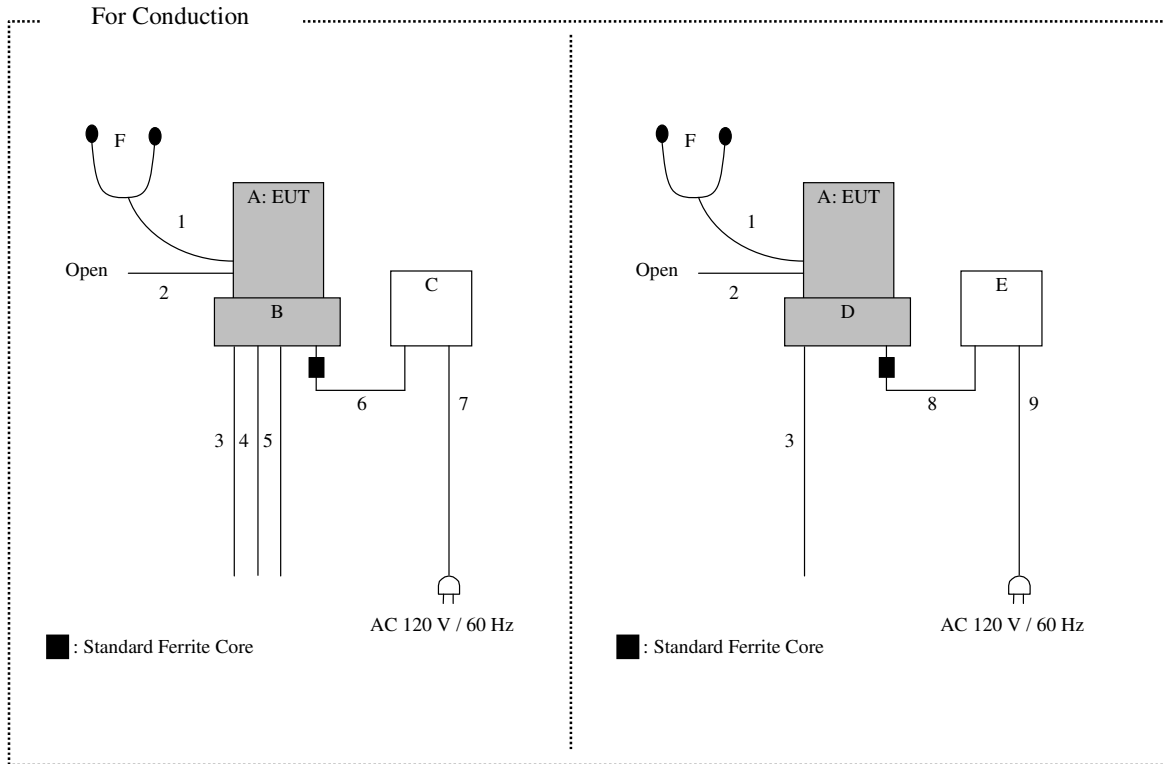 For Conduction
F
A: EUT
1
Open
2
C
B
6
7
3 4 5
AC 120 V / 60 Hz
: Standard Ferrite Core
F
A: EUT
1
Open
2
E
D
8
9
3
AC 120 V / 60 Hz
: Standard Ferrite Core